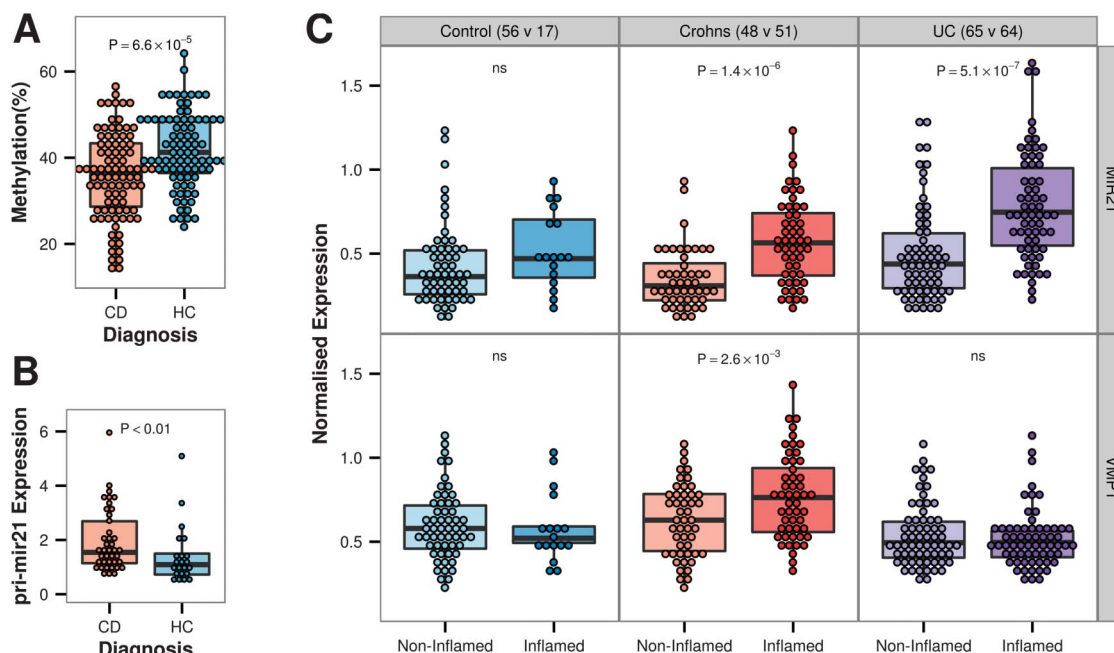 A
P = 6.6 × 10⁻⁵
Methylation(%)
60
40
20
CD HC
Diagnosis
B
pri-mir21 Expression
P < 0.01
6
4
2
0
CD HC
Diagnosis
C
Control (56 v 17) Crohns (48 v 51) UC (65 v 64)
Normalised Expression
ns P = 1.4 × 10⁻⁶ P = 5.1 × 10⁻⁷
1.5
1.0
0.5
MIR21
ns P = 2.6 × 10⁻³ ns
1.5
1.0
0.5
VMP1
Non-Inflamed Inflamed Non-Inflamed Inflamed Non-Inflamed Inflamed